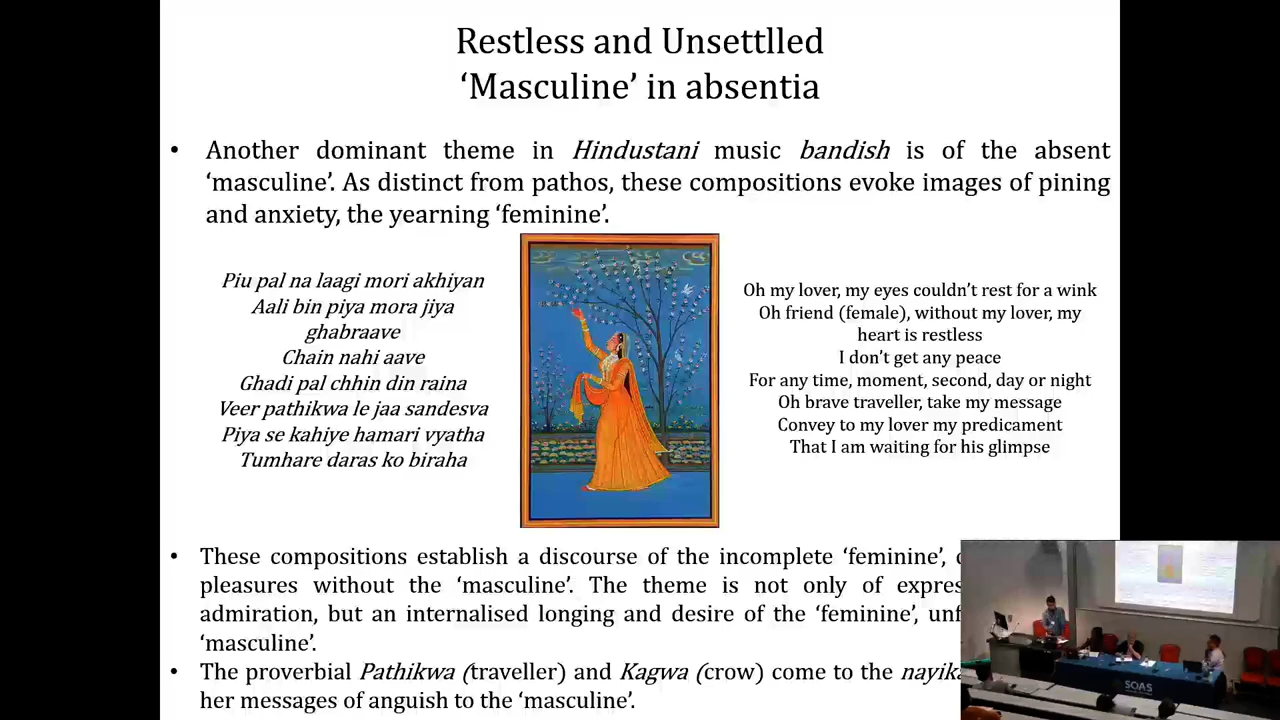 Restless and Unsettlled
‘Masculine’ in absentia
• Another dominant theme in Hindustani music bandish is of the absent
‘masculine’. As distinct from pathos, these compositions evoke images of pining
and anxiety, the yearning ‘feminine’.
Piu pal na laagi mori akhiyan
Aali bin piya mora jiya
ghabraave
Chain nahi aave
Ghadi pal chhin din raina
Veer pathikwa le jaa sandesva
Piya se kahiye hamari vyatha
Tumhare daras ko biraha
Oh my lover, my eyes couldn’t rest for a wink
Oh friend (female), without my lover, my
heart is restless
I don’t get any peace
For any time, moment, second, day or night
Oh brave traveller, take my message
Convey to my lover my predicament
That I am waiting for his glimpse
• These compositions establish a discourse of the incomplete ‘feminine’,
pleasures without the ‘masculine’. The theme is not only of expres
admiration, but an internalised longing and desire of the ‘feminine’, unf
‘masculine’.
• The proverbial Pathikwa (traveller) and Kagwa (crow) come to the nayika
her messages of anguish to the ‘masculine’.
SOAS